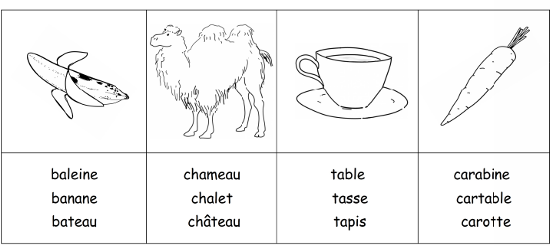 baleine
banane
bateau
chameau
chalet
château
table
tasse
tapis
carabine
cartable
carotte